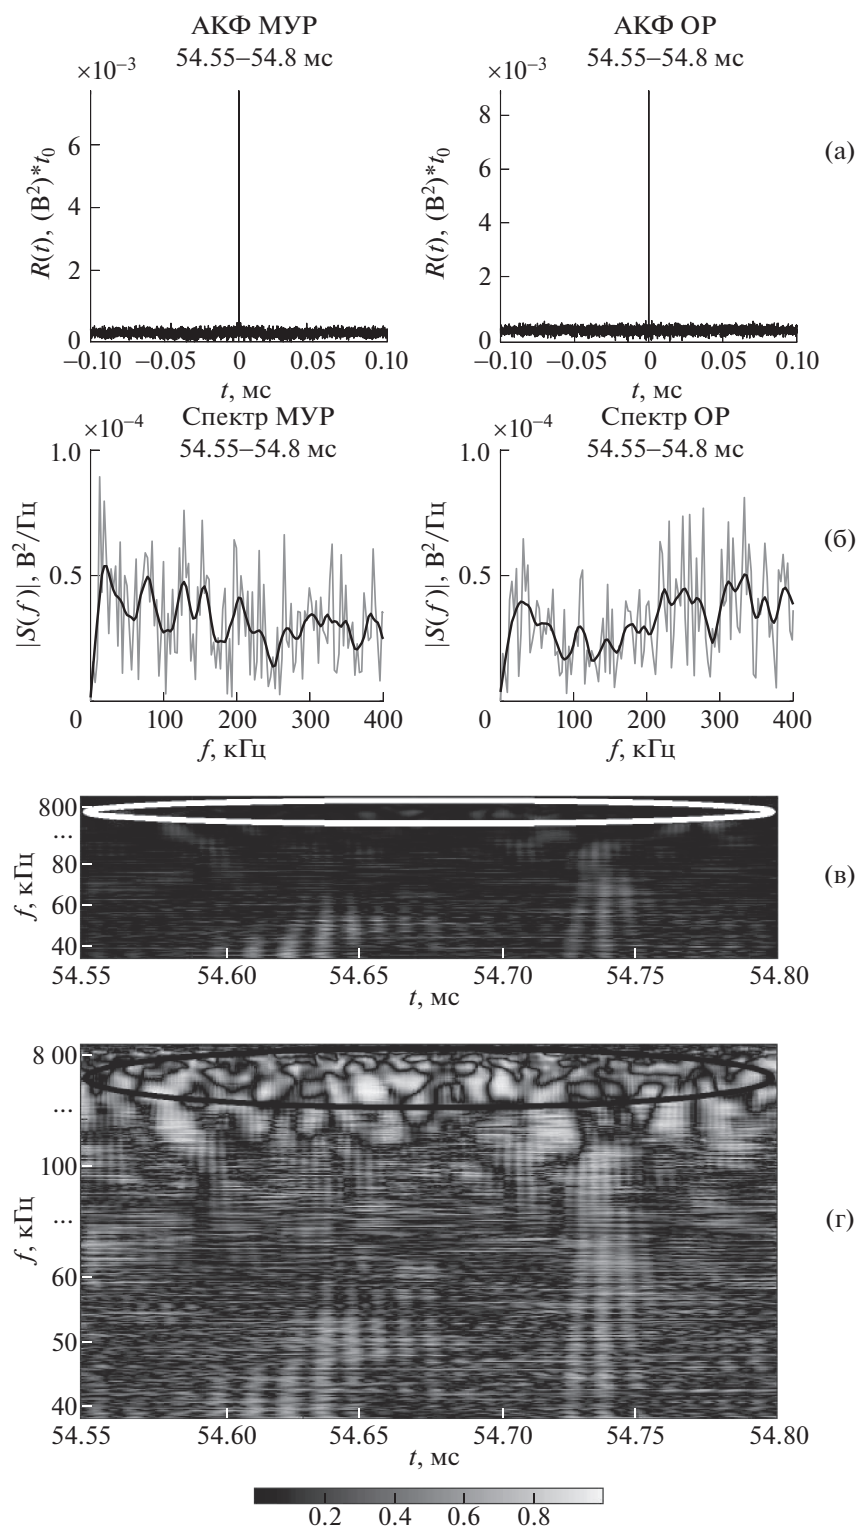 АКФ МУР
54.55–54.8 мс
×10⁻³
6
4
2
0
R(t), (В²)*t₀
–0.10 –0.05 0 0.05 0.10
t, мс
АКФ ОР
54.55–54.8 мс
×10⁻³
8
6
4
2
0
R(t), (В²)*t₀
–0.10 –0.05 0 0.05 0.10
t, мс
(а)
Спектр МУР
×10⁻⁴
54.55–54.8 мс
1.0
0.5
|S(f)|, В²/Гц
0 100 200 300 400
f, кГц
Спектр ОР
×10⁻⁴
54.55–54.8 мс
1.0
0.5
|S(f)|, В²/Гц
0 100 200 300 400
f, кГц
(б)
800
...
80
60
40
f, кГц
54.55 54.60 54.65 54.70 54.75 54.80
t, мс
(в)
8 00
...
100
...
60
50
40
f, кГц
54.55 54.60 54.65 54.70 54.75 54.80
t, мс
(г)
0.2 0.4 0.6 0.8